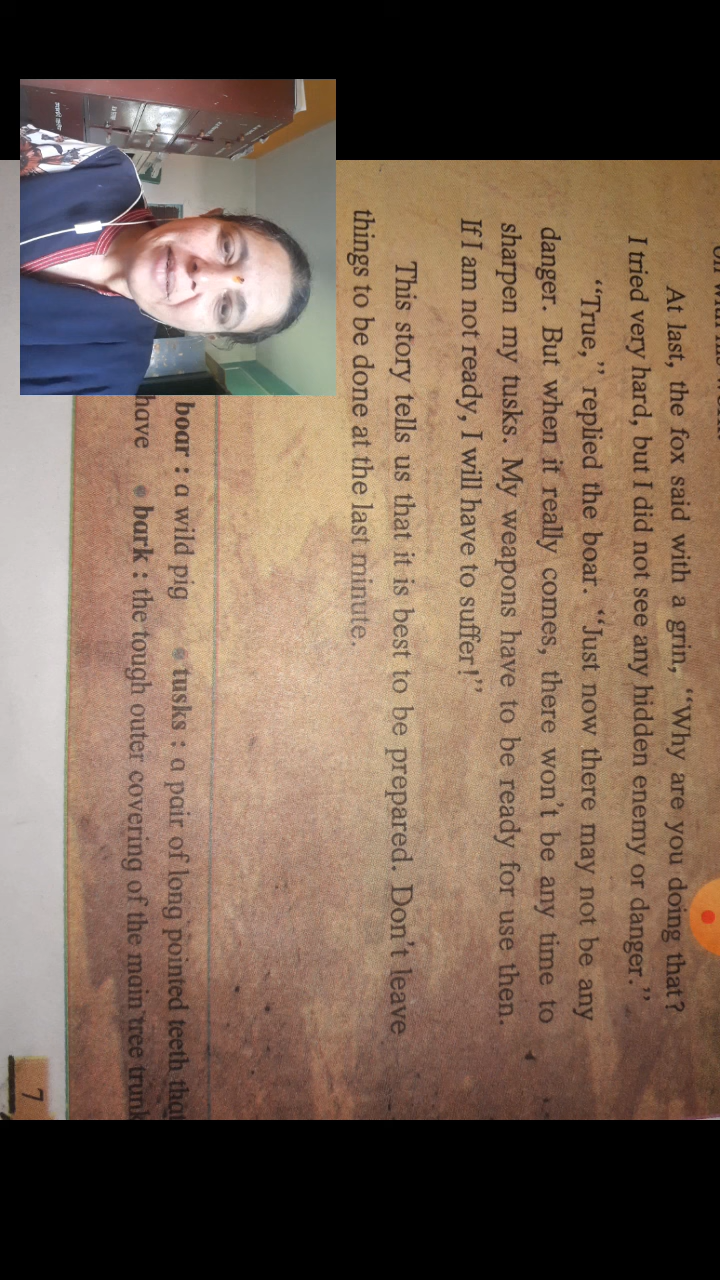 At last, the fox said with a grin, “Why are you doing that?
I tried very hard, but I did not see any hidden enemy or danger.”
“True,” replied the boar. “Just now there may not be any
danger. But when it really comes, there won’t be any time to
sharpen my tusks. My weapons have to be ready for use then.
If I am not ready, I will have to suffer!”
This story tells us that it is best to be prepared. Don’t leave
things to be done at the last minute.
boar : a wild pig • tusks : a pair of long pointed teeth that
have • bark : the tough outer covering of the main tree trunk
7